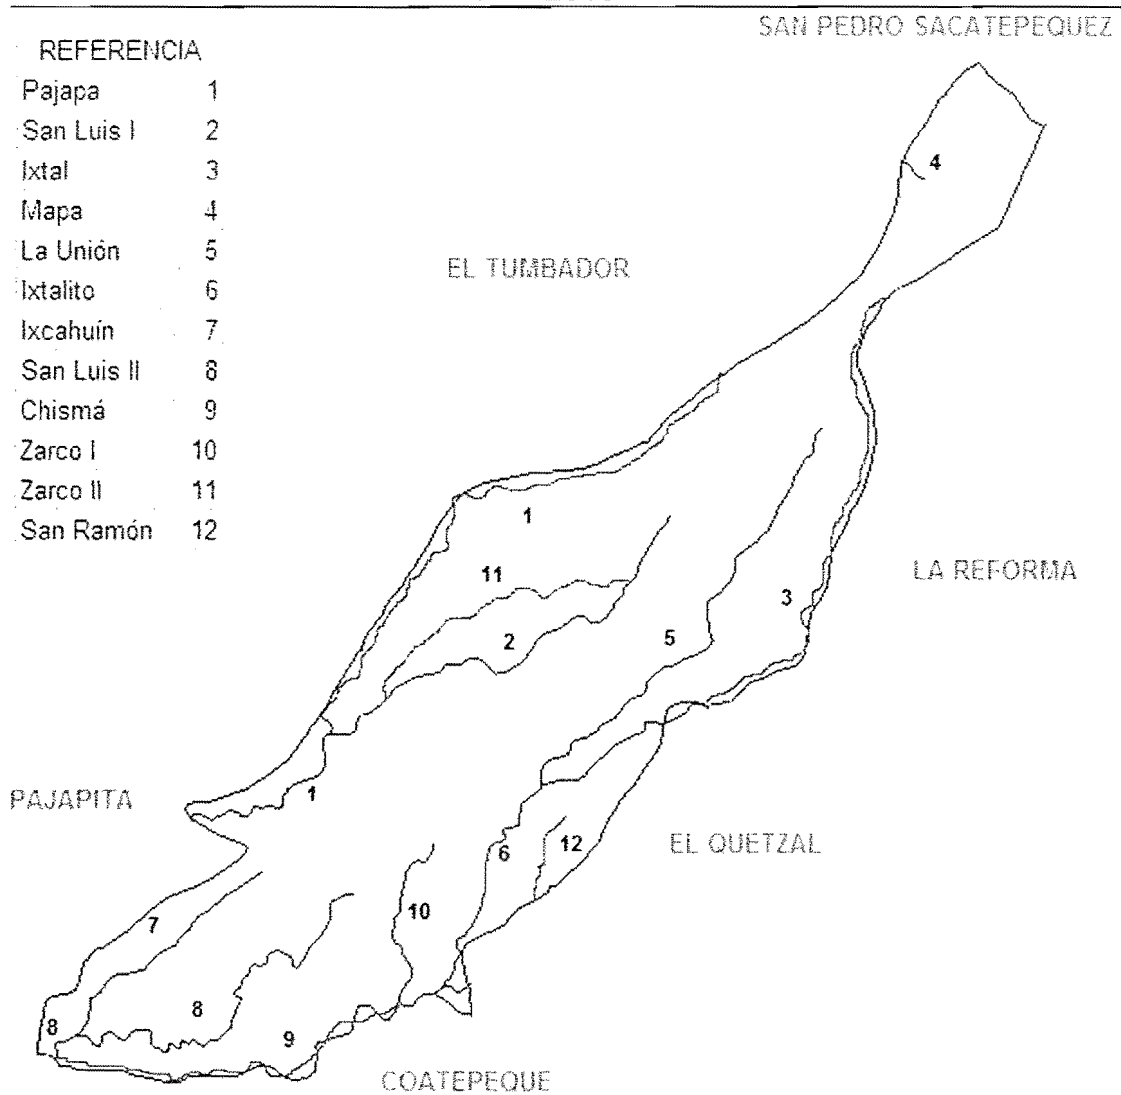 SAN PEDRO SACATEPEQUEZ
REFERENCIA
Pajapa 1
San Luis I 2
Ixtal 3
Mapa 4
La Unión 5
Ixtalito 6
Ixcahuín 7
San Luis II 8
Chismá 9
Zarco I 10
Zarco II 11
San Ramón 12
4
EL TUMBADOR
1
11
LA REFORMA
3
2
5
PAJAPITA
1
EL QUETZAL
12
6
10
7
8
8
9
COATEPEQUE